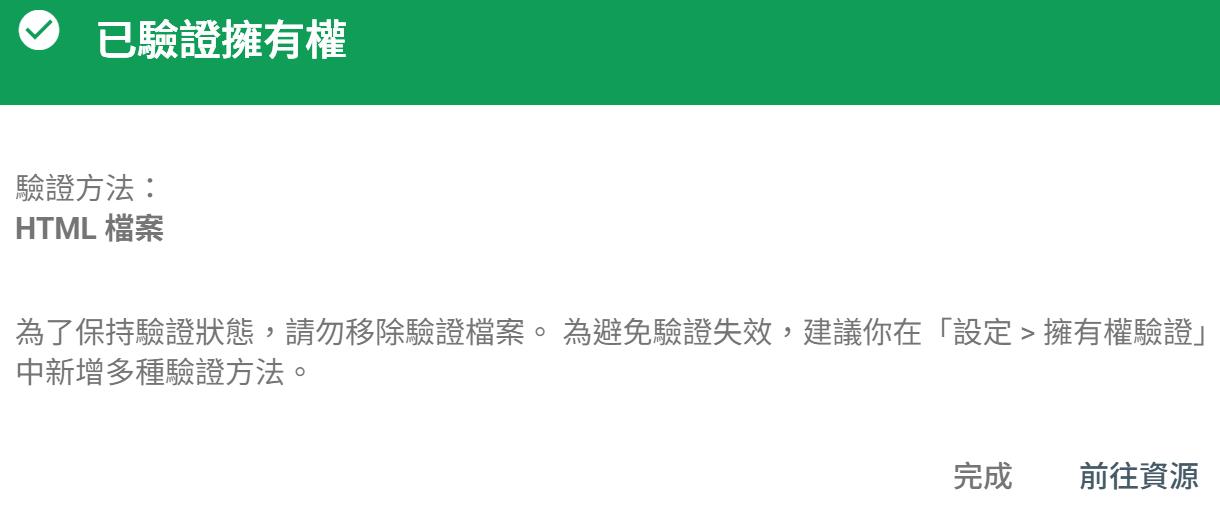 已驗證擁有權
驗證方法：
HTML 檔案
為了保持驗證狀態，請勿移除驗證檔案。 為避免驗證失效，建議你在「設定 > 擁有權驗證」
中新增多種驗證方法。
完成 前往資源